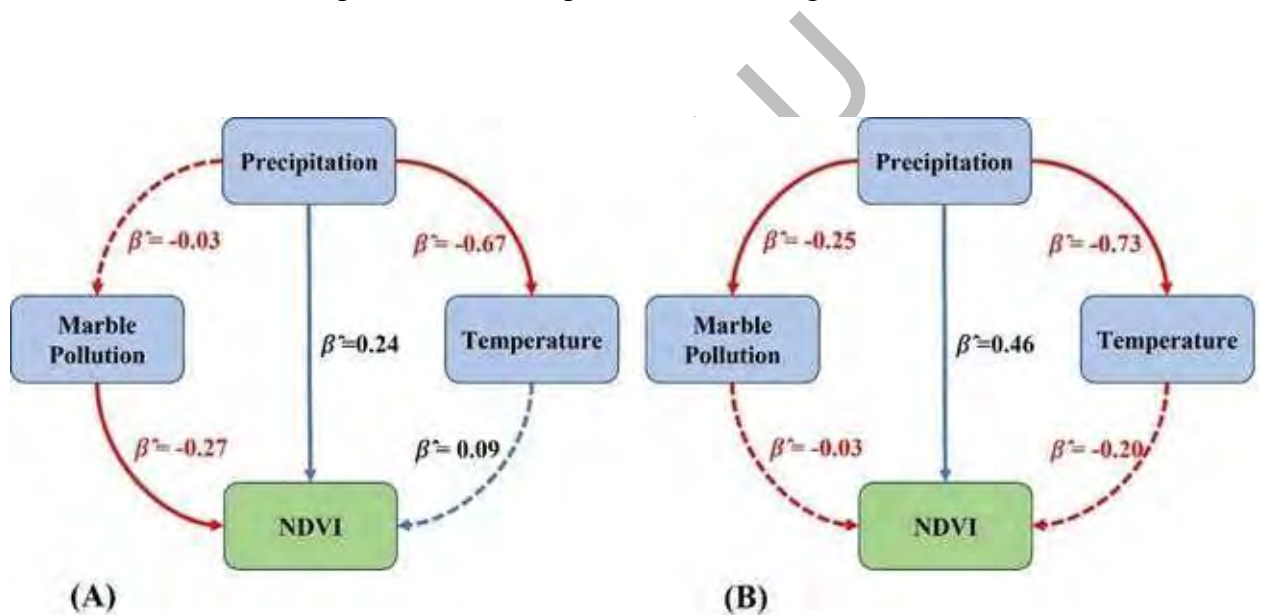 Precipitation
β^= -0.03
β^= -0.67
Marble
Pollution
β^=0.24
Temperature
β^= -0.27
β^= 0.09
NDVI
(A)
Precipitation
β^= -0.25
β^= -0.73
Marble
Pollution
β^=0.46
Temperature
β^= -0.03
β^= -0.20
NDVI
(B)